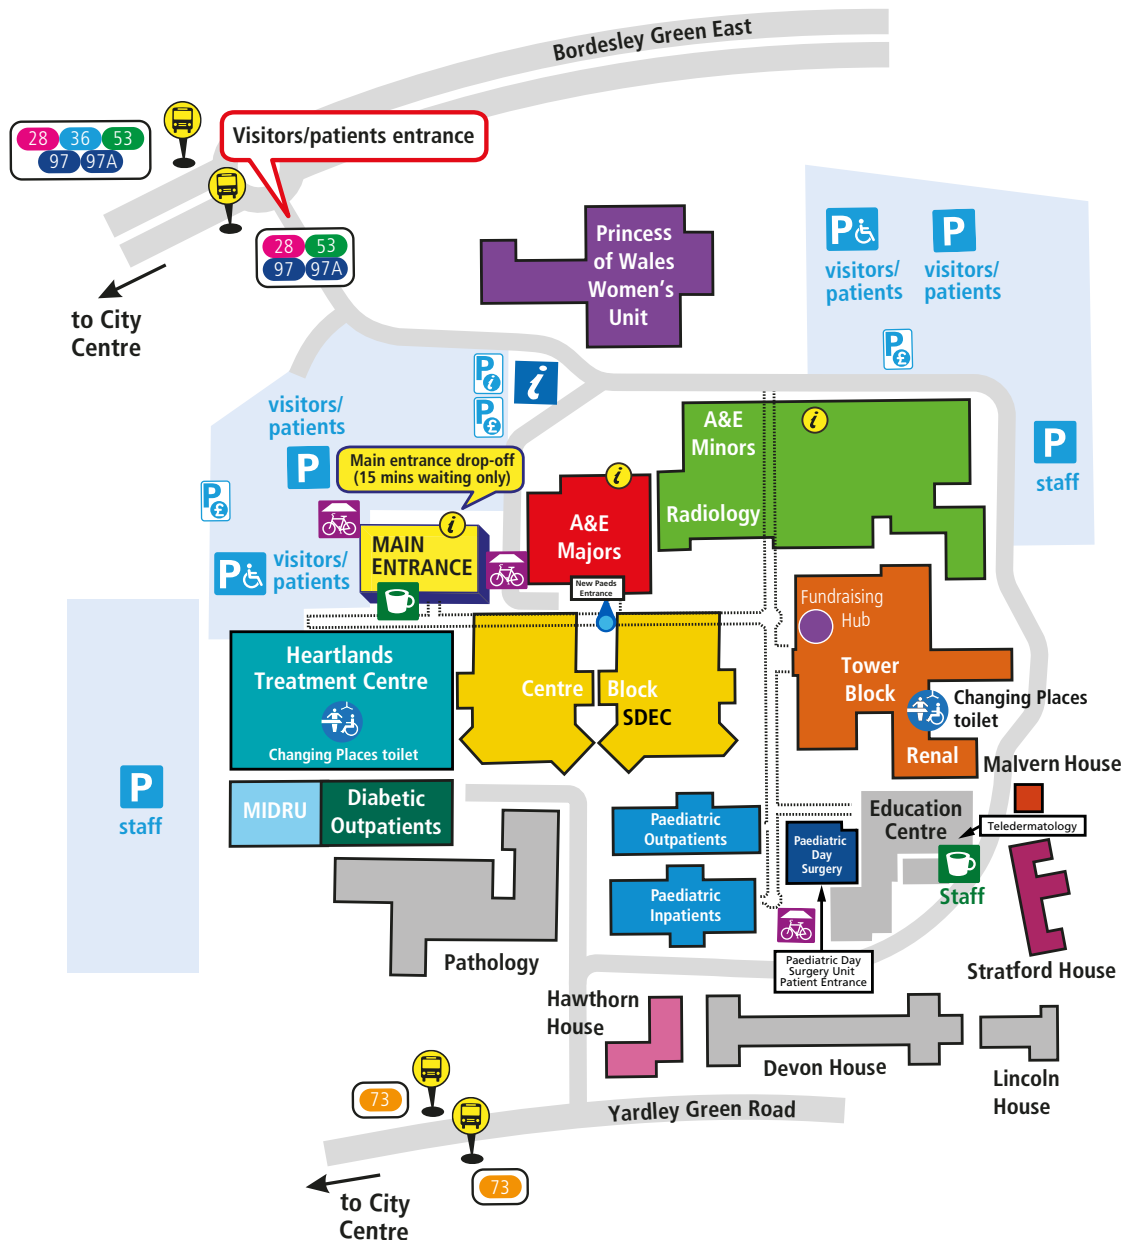 Bordesley Green East
28 36 53
97 97A
Visitors/patients entrance
28 53
97 97A
to City
Centre
Princess
of Wales
Women's
Unit
P
visitors/
patients
P
visitors/
patients
P
£
P
i
i
P
£
visitors/
patients
P
P
£
Main entrance drop-off
(15 mins waiting only)
i
MAIN
ENTRANCE
P
visitors/
patients
i
A&E
Majors
New Paeds
Entrance
A&E
Minors
i
Radiology
P
staff
Fundraising
Hub
Tower
Block
Renal
Changing Places
toilet
Heartlands
Treatment Centre
Changing Places toilet
Centre Block
SDEC
MIDRU
Diabetic
Outpatients
P
staff
Pathology
Paediatric
Outpatients
Paediatric
Inpatients
Paediatric
Day
Surgery
Education
Centre
Malvern House
Teledermatology
Staff
Stratford House
Paediatric Day
Surgery Unit
Patient Entrance
Hawthorn
House
Devon House
Lincoln
House
73
Yardley Green Road
73
to City
Centre